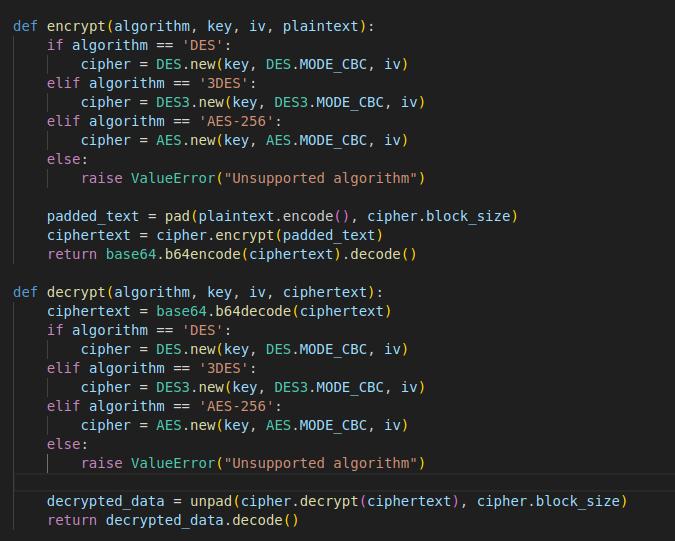 def encrypt(algorithm, key, iv, plaintext):
    if algorithm == 'DES':
        cipher = DES.new(key, DES.MODE_CBC, iv)
    elif algorithm == '3DES':
        cipher = DES3.new(key, DES3.MODE_CBC, iv)
    elif algorithm == 'AES-256':
        cipher = AES.new(key, AES.MODE_CBC, iv)
    else:
        raise ValueError("Unsupported algorithm")

    padded_text = pad(plaintext.encode(), cipher.block_size)
    ciphertext = cipher.encrypt(padded_text)
    return base64.b64encode(ciphertext).decode()

def decrypt(algorithm, key, iv, ciphertext):
    ciphertext = base64.b64decode(ciphertext)
    if algorithm == 'DES':
        cipher = DES.new(key, DES.MODE_CBC, iv)
    elif algorithm == '3DES':
        cipher = DES3.new(key, DES3.MODE_CBC, iv)
    elif algorithm == 'AES-256':
        cipher = AES.new(key, AES.MODE_CBC, iv)
    else:
        raise ValueError("Unsupported algorithm")

    decrypted_data = unpad(cipher.decrypt(ciphertext), cipher.block_size)
    return decrypted_data.decode()